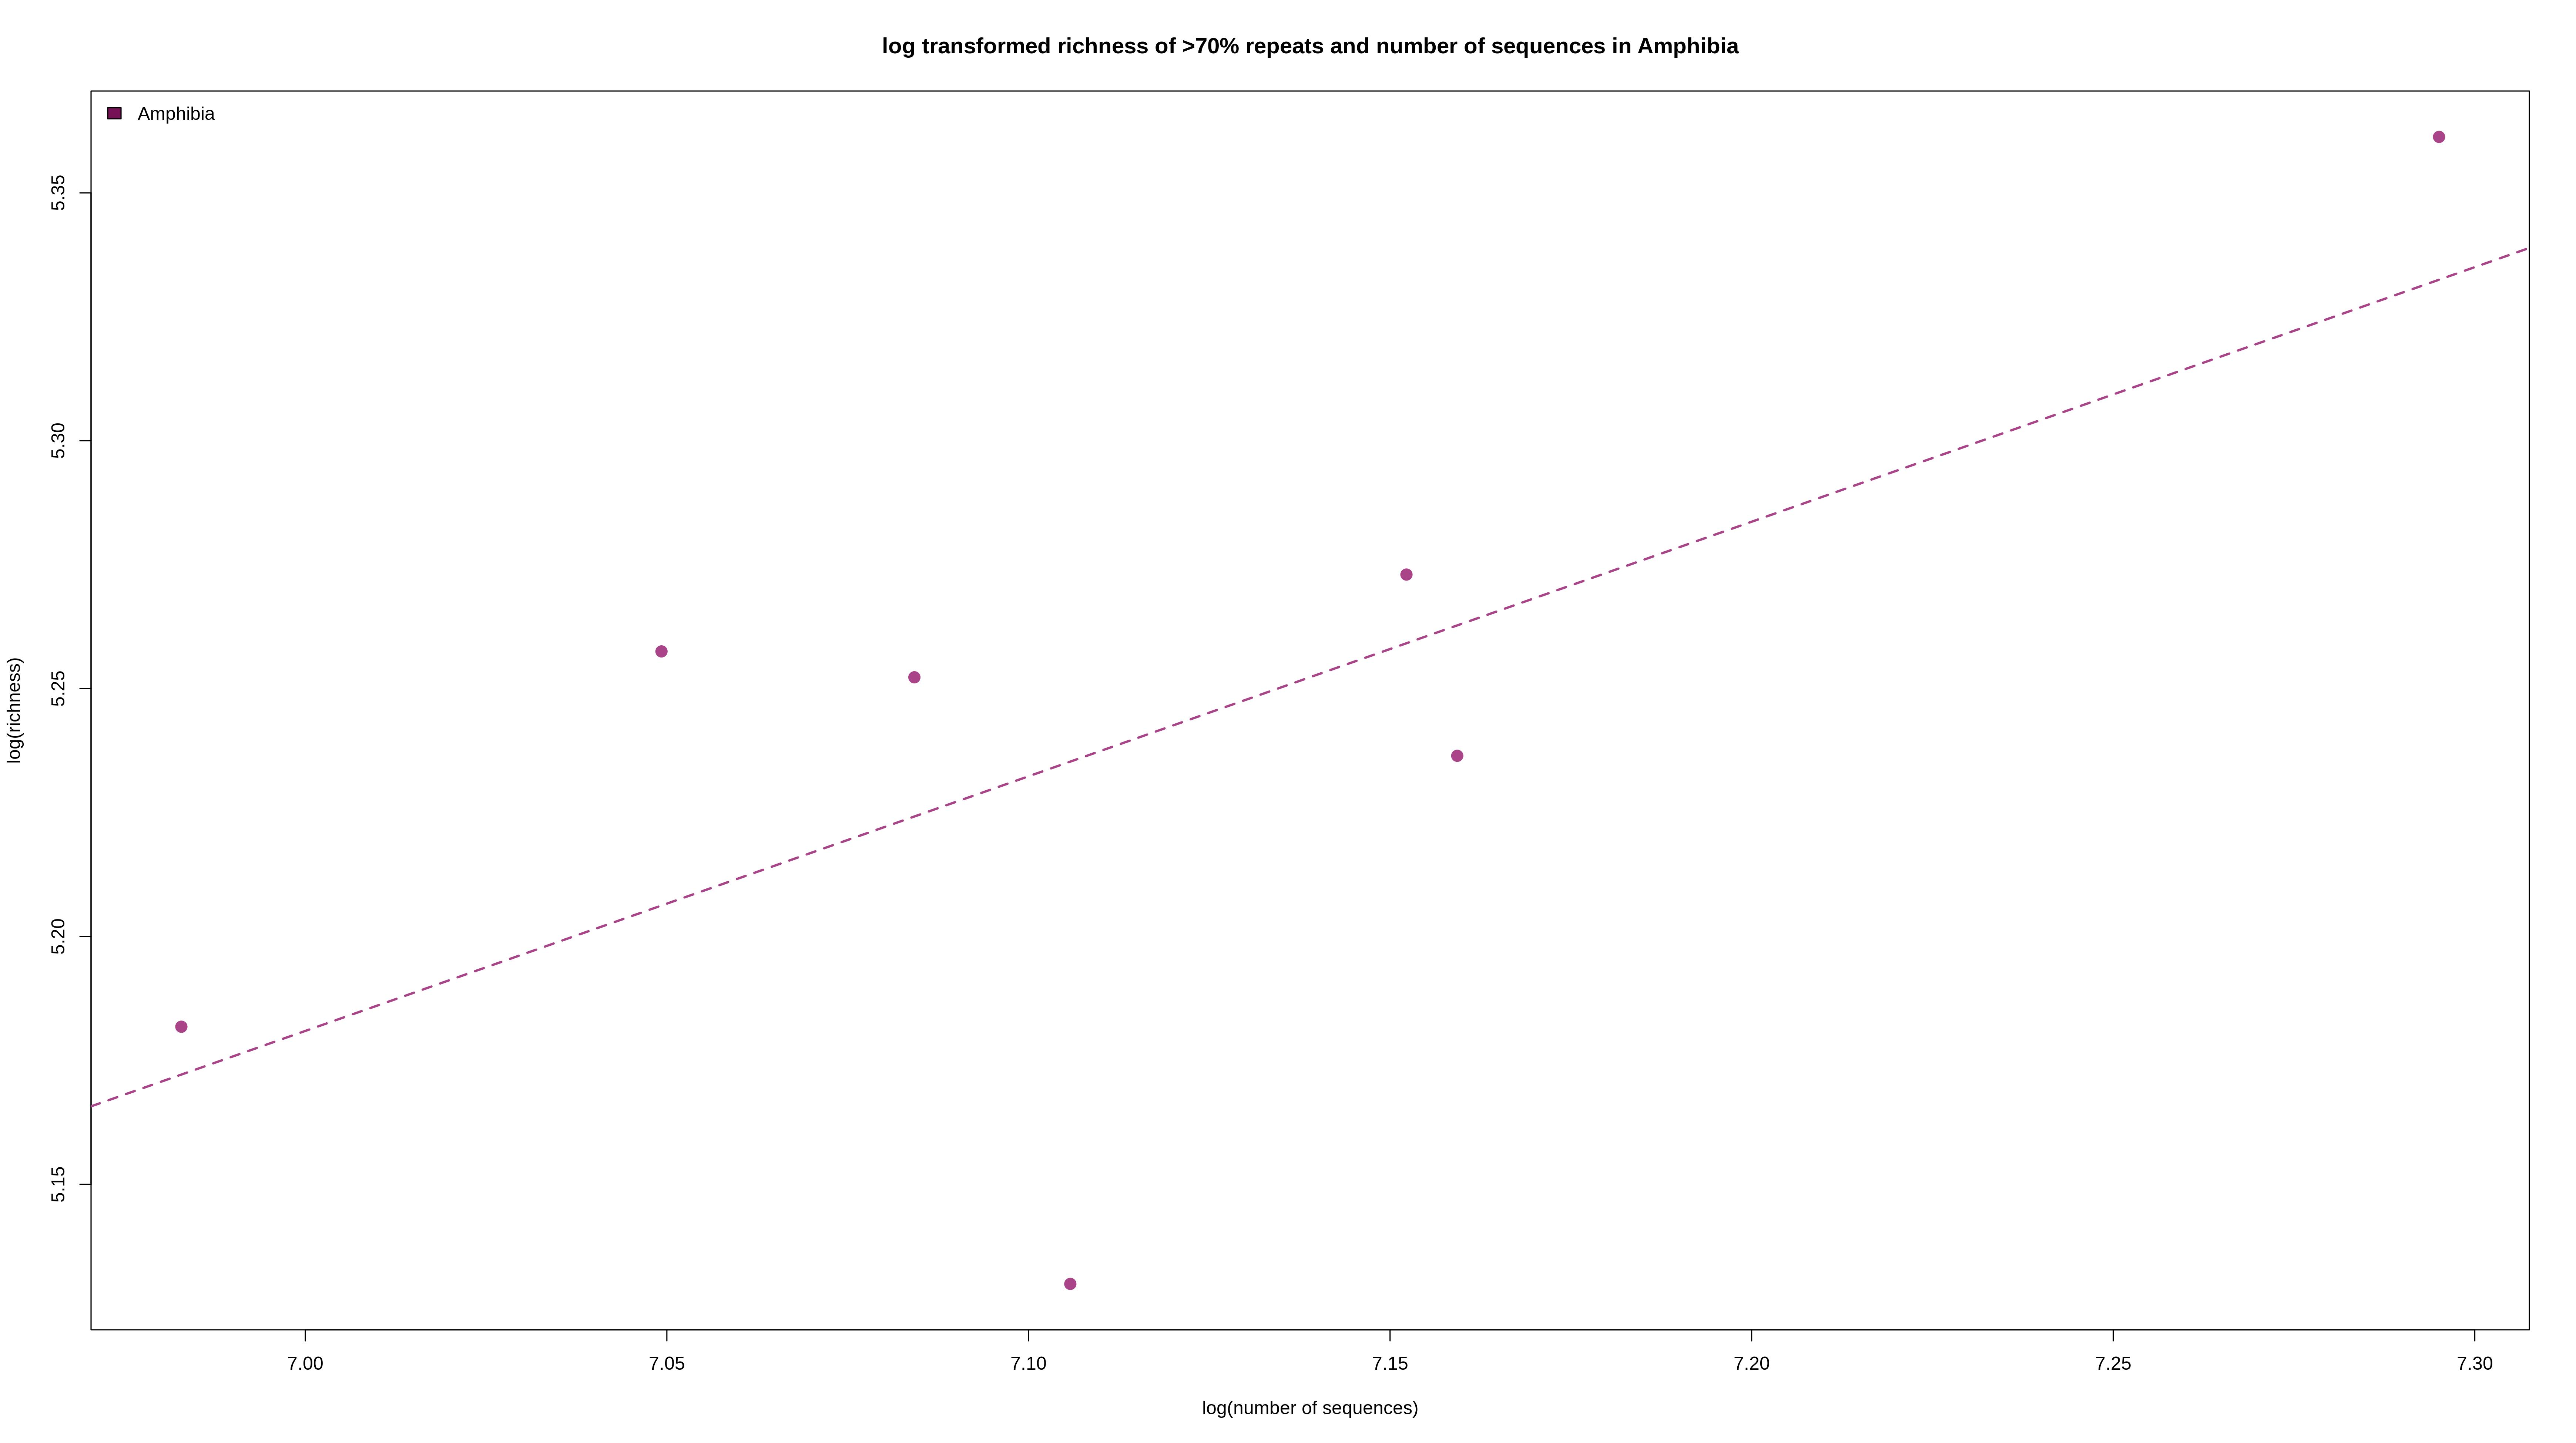 log transformed richness of >70% repeats and number of sequences in Amphibia
Amphibia
log(richness)
5.35
5.30
5.25
5.20
5.15
7.00 7.05 7.10 7.15 7.20 7.25 7.30
log(number of sequences)